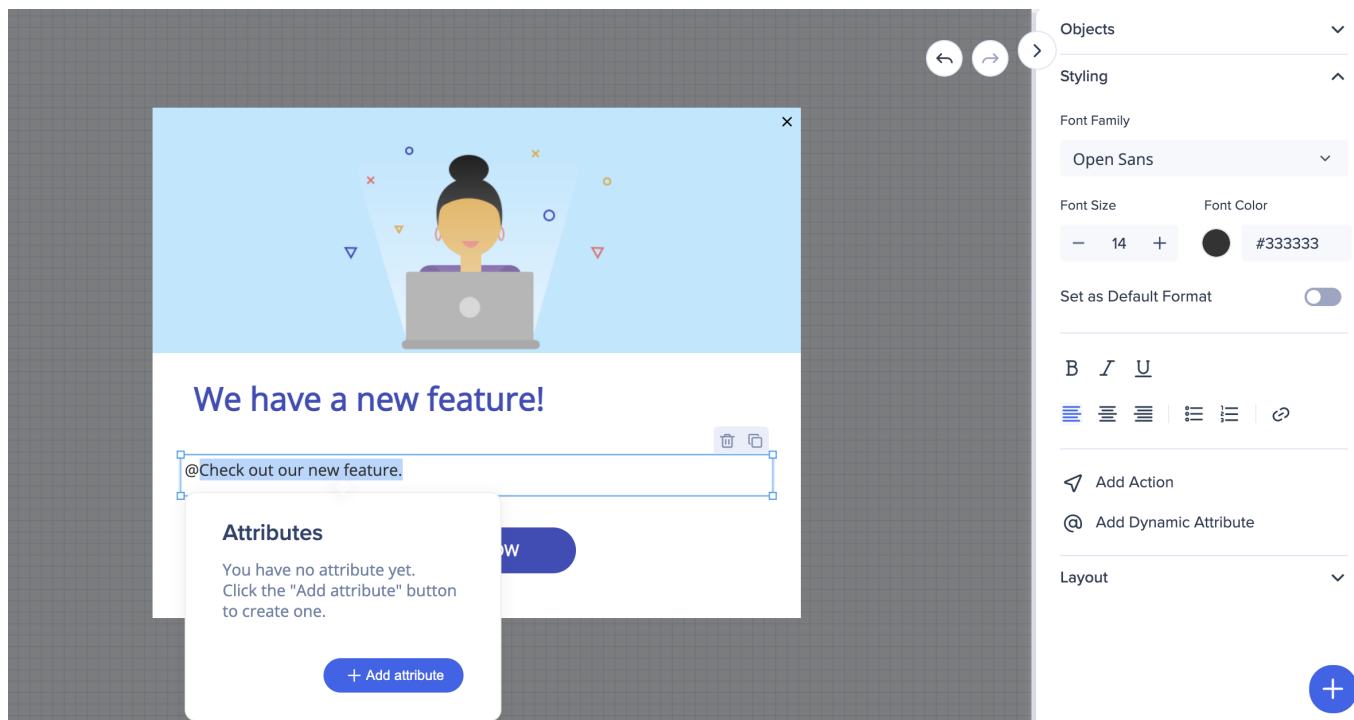 We have a new feature!
@Check out our new feature.
Attributes
You have no attribute yet.
Click the "Add attribute" button
to create one.
Add attribute
OW
Objects
Styling
Font Family
Open Sans
Font Size
Font Color
14
#333333
Set as Default Format
B I U
Add Action
@ Add Dynamic Attribute
Layout